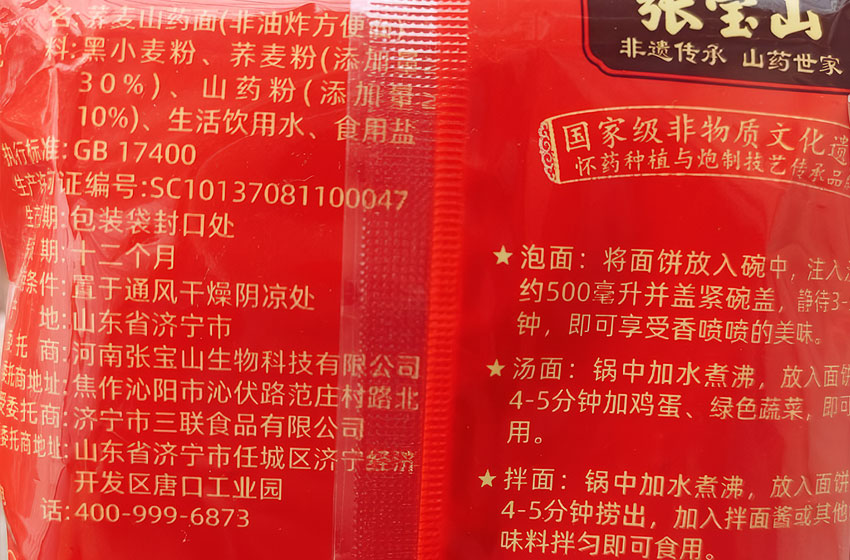 名:荞麦山药面(非油炸方便面)
料:黑小麦粉、荞麦粉(添加量
30%)、山药粉(添加量
10%)、生活饮用水、食用盐
执行标准:GB 17400
生产许可证编号:SC10137081100047
生产日期:包装袋封口处
期:十二个月
条件:置于通风干燥阴凉处
地:山东省济宁市
委托商:河南张宝山生物科技有限公司
委托商地址:焦作沁阳市沁伏路范庄村路北
受委托商:济宁市三联食品有限公司
委托商地址:山东省济宁市任城区济宁经济
开发区唐口工业园
话:400-999-6873
张宝山
非遗传承 山药世家
国家级非物质文化遗
怀药种植与炮制技艺传承品
★泡面:将面饼放入碗中,注入
约500毫升并盖紧碗盖,静待3-
钟,即可享受香喷喷的美味。
★汤面:锅中加水煮沸,放入面饼
4-5分钟加鸡蛋、绿色蔬菜,即可
用。
★拌面:锅中加水煮沸,放入面饼
4-5分钟捞出,加入拌面酱或其他
味料拌匀即可食用。